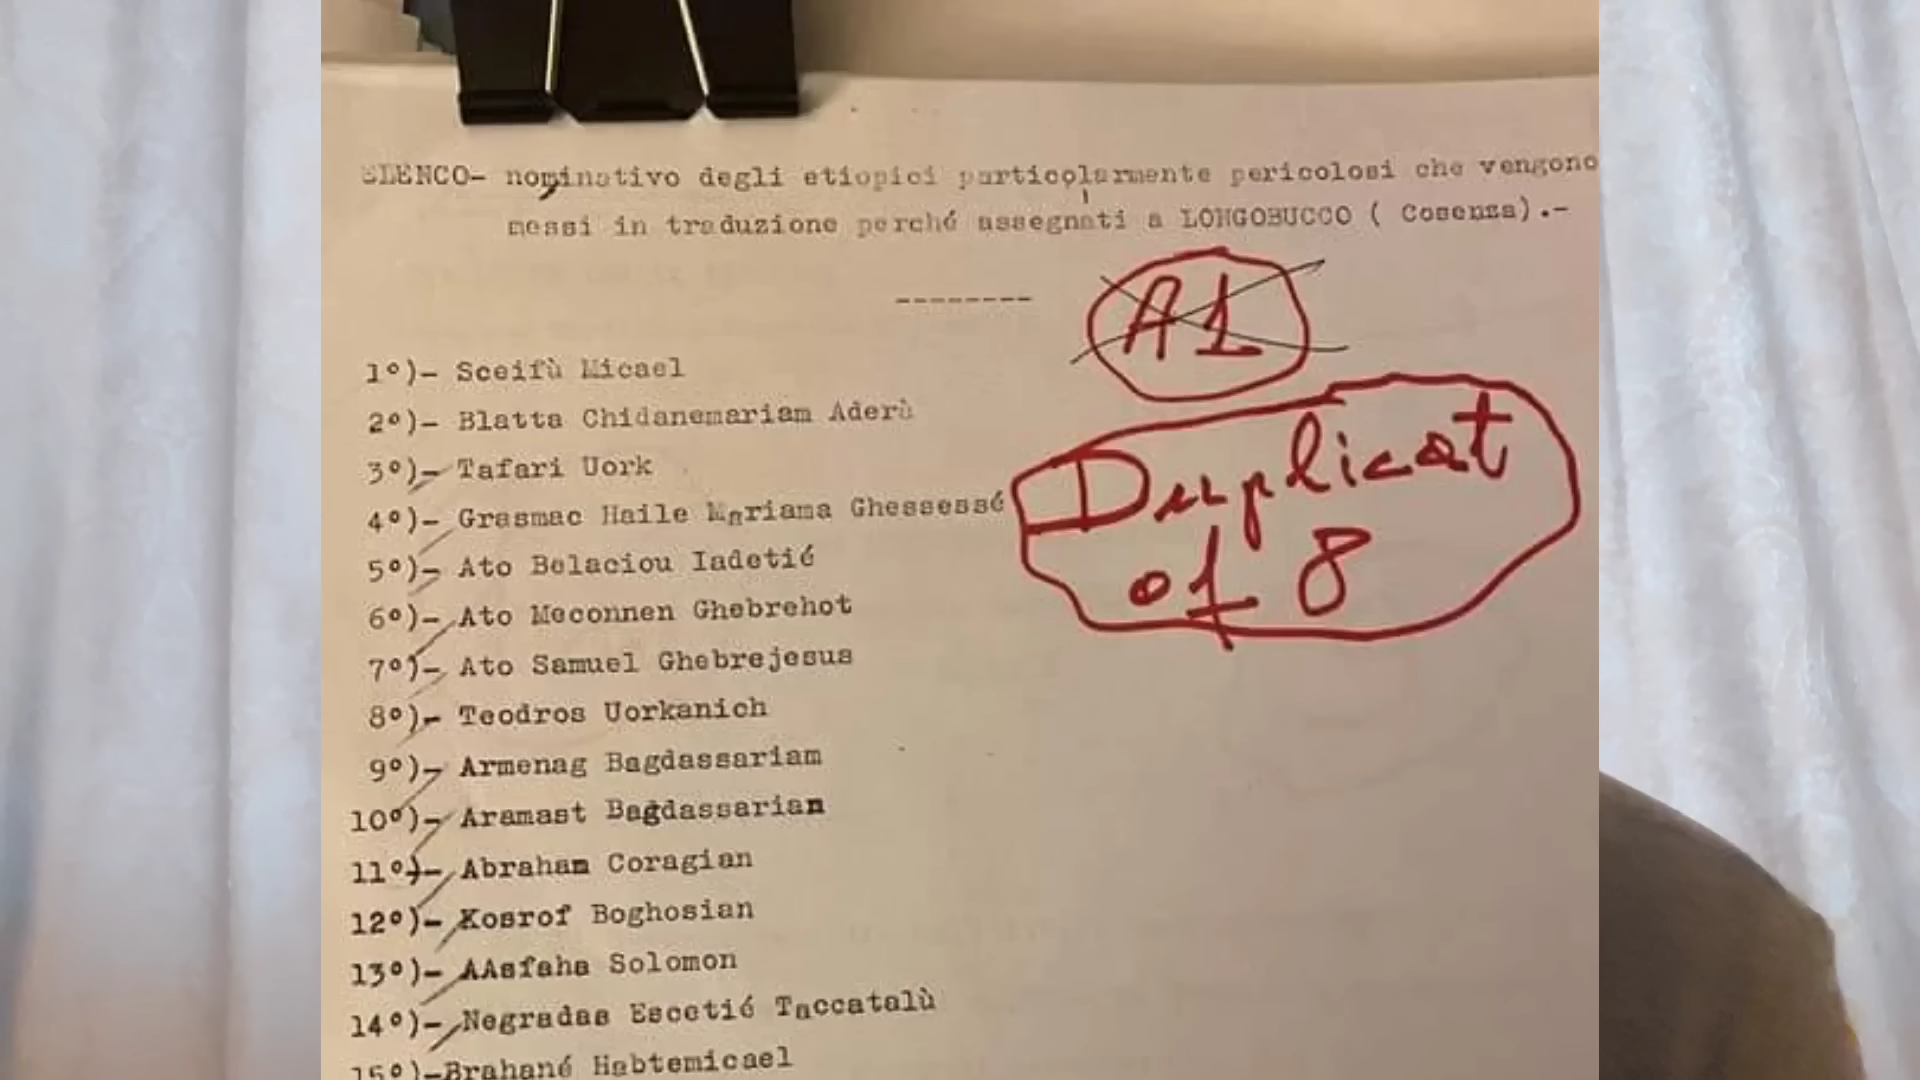 ELENCO- nominativo degli etiopici particolarmente pericolosi che vengono
messi in traduzione perché assegnati a LONGOBUCCO ( Cosenza).-
--------
A1
Duplicat
of 8
1°)- Sceifù Micael
2°)- Blatta Chidanemariam Aderù
3°)- Tafari Uork
4°)- Grasmac Haile Mariama Ghessessé
5°)- Ato Belaciou Iadetié
6°)- Ato Meconnen Ghebrehot
7°)- Ato Samuel Ghebrejesus
8°)- Teodros Uorkanich
9°)- Armenag Bagdassariam
10°)- Aramast Bagdassarian
11°)- Abraham Coragian
12°)- Kosrof Boghosian
13°)- AAsfaha Solomon
14°)- Negradas Escetié Taccatalù
15°)-Brahané Habtemicael